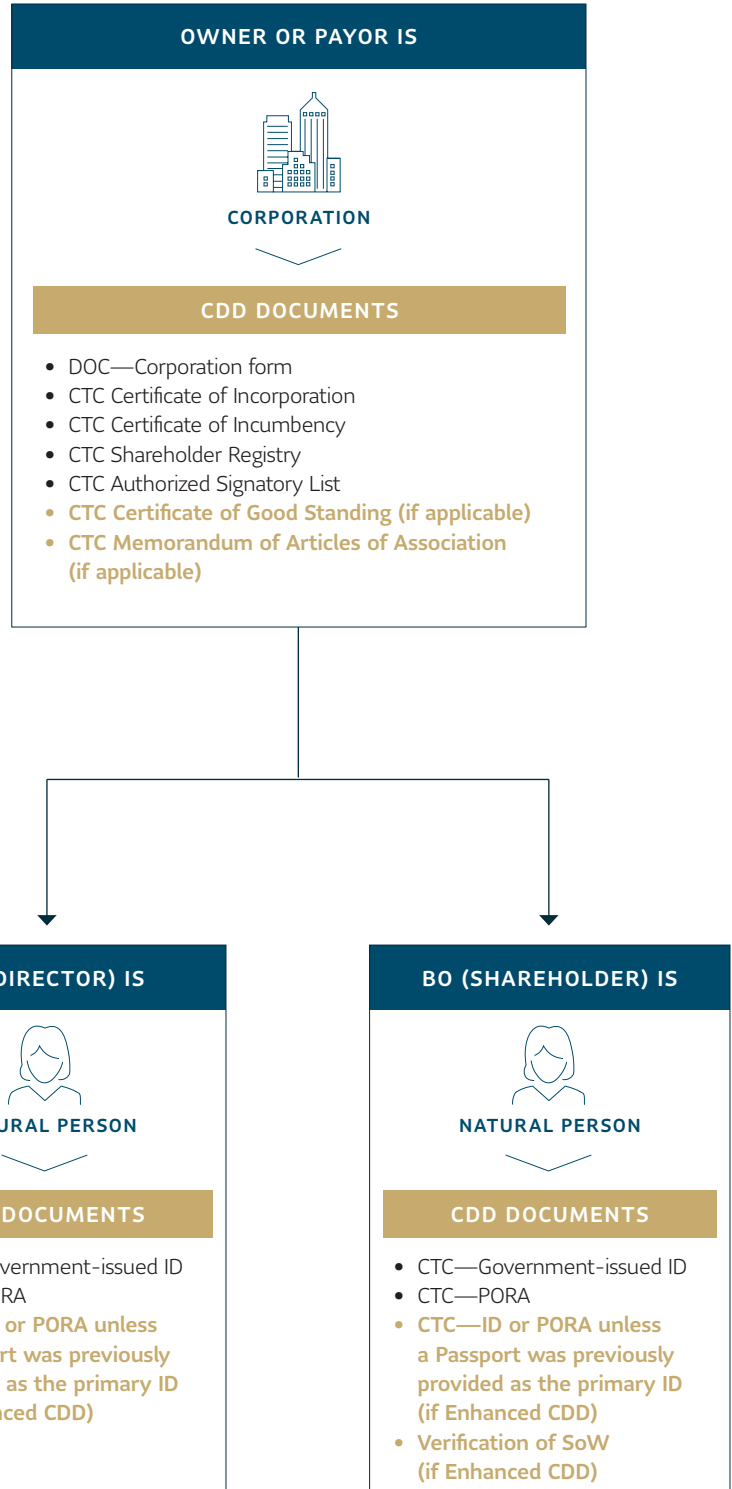 OWNER OR PAYOR IS
CORPORATION
CDD DOCUMENTS
• DOC—Corporation form
• CTC Certificate of Incorporation
• CTC Certificate of Incumbency
• CTC Shareholder Registry
• CTC Authorized Signatory List
• CTC Certificate of Good Standing (if applicable)
• CTC Memorandum of Articles of Association
(if applicable)
DIRECTOR) IS
URAL PERSON
DOCUMENTS
vernment-issued ID
RA
or PORA unless
rt was previously
as the primary ID
nced CDD)
BO (SHAREHOLDER) IS
NATURAL PERSON
CDD DOCUMENTS
• CTC—Government-issued ID
• CTC—PORA
• CTC—ID or PORA unless
a Passport was previously
provided as the primary ID
(if Enhanced CDD)
• Verification of SoW
(if Enhanced CDD)